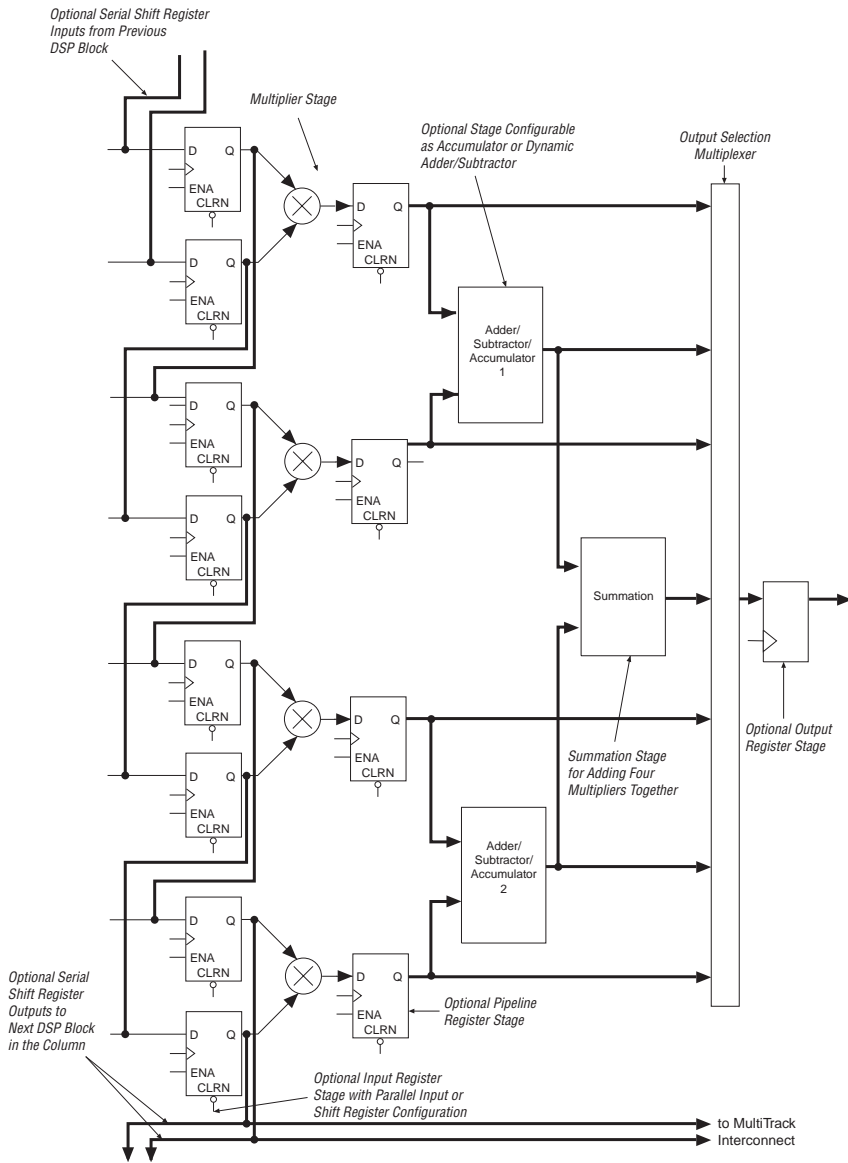 Optional Serial Shift Register
Inputs from Previous
DSP Block
Multiplier Stage
Optional Stage Configurable
as Accumulator or Dynamic
Adder/Subtractor
Output Selection
Multiplexer
D Q
ENA
CLRN
D Q
ENA
CLRN
D Q
ENA
CLRN
Adder/
Subtractor/
Accumulator
1
D Q
ENA
CLRN
D Q
ENA
CLRN
D Q
ENA
CLRN
Summation
D Q
ENA
CLRN
D Q
ENA
CLRN
D Q
ENA
CLRN
Optional Output
Register Stage
Summation Stage
for Adding Four
Multipliers Together
Adder/
Subtractor/
Accumulator
2
D Q
ENA
CLRN
D Q
ENA
CLRN
D Q
ENA
CLRN
Optional Serial
Shift Register
Outputs to
Next DSP Block
in the Column
Optional Pipeline
Register Stage
Optional Input Register
Stage with Parallel Input or
Shift Register Configuration
to MultiTrack
Interconnect